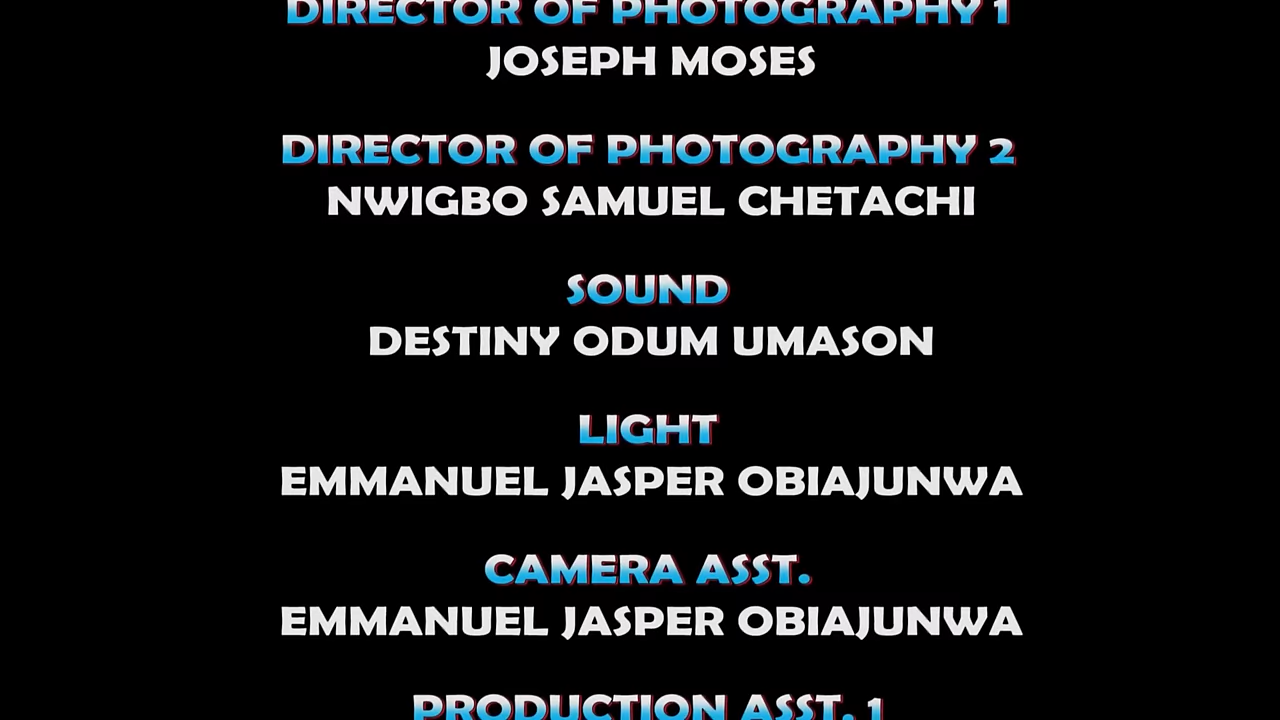 DIRECTOR OF PHOTOGRAPHY 1
JOSEPH MOSES
DIRECTOR OF PHOTOGRAPHY 2
NWIGBO SAMUEL CHETACHI
SOUND
DESTINY ODUM UMASON
LIGHT
EMMANUEL JASPER OBIAJUNWA
CAMERA ASST.
EMMANUEL JASPER OBIAJUNWA
PRODUCTION ASST. 1